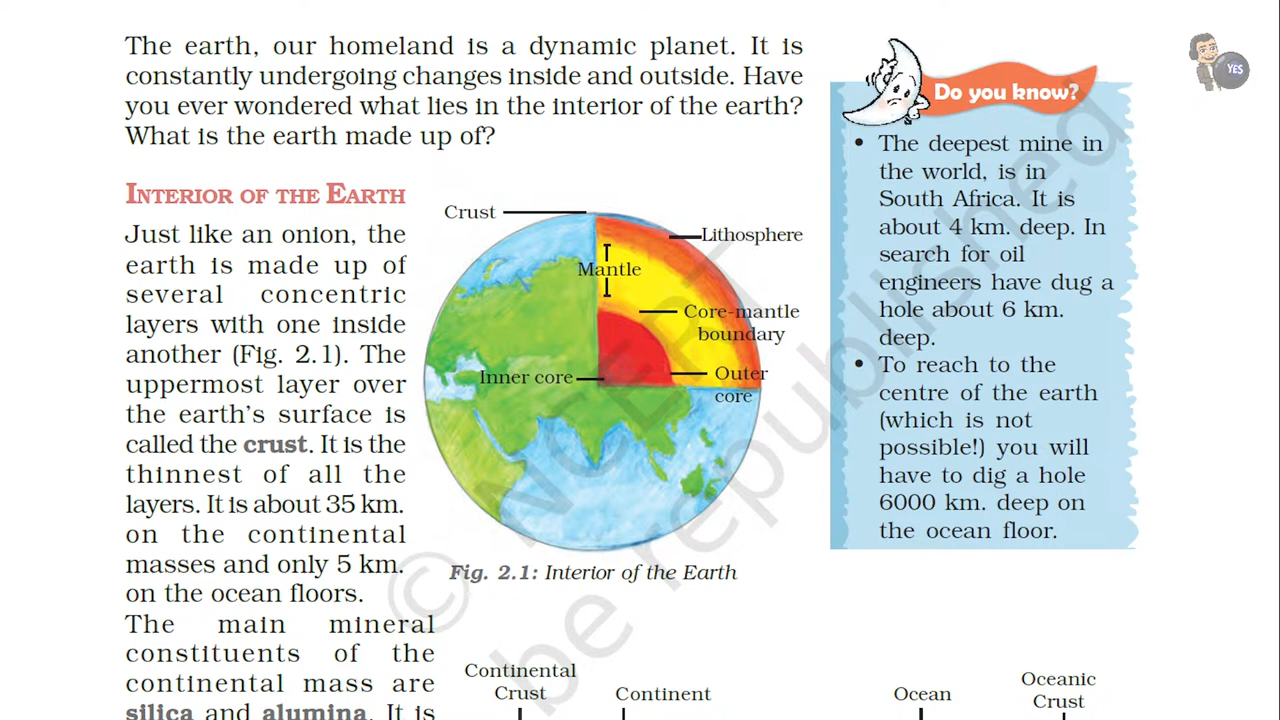 The earth, our homeland is a dynamic planet. It is
constantly undergoing changes inside and outside. Have
you ever wondered what lies in the interior of the earth?
What is the earth made up of?
INTERIOR OF THE EARTH
Just like an onion, the
earth is made up of
several concentric
layers with one inside
another (Fig. 2.1). The
uppermost layer over
the earth's surface is
called the crust. It is the
thinnest of all the
layers. It is about 35 km.
on the continental
masses and only 5 km.
on the ocean floors.
The main mineral
constituents of the
continental mass are
silica and alumina. It is
Crust
Lithosphere
Mantle
Core-mantle
boundary
Inner core
Outer
core
Fig. 2.1: Interior of the Earth
Continental
Crust
Continent
Ocean
Oceanic
Crust
YES
Do you know?
• The deepest mine in
the world, is in
South Africa. It is
about 4 km. deep. In
search for oil
engineers have dug a
hole about 6 km.
deep.
• To reach to the
centre of the earth
(which is not
possible!) you will
have to dig a hole
6000 km. deep on
the ocean floor.
© NCERT
be republished